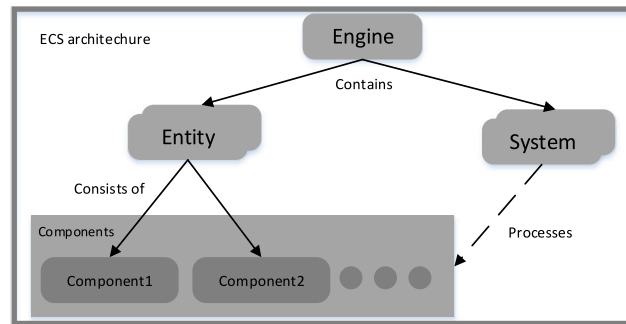 ECS architechure
Engine
Contains
Entity
System
Consists of
Components
Processes
Component1
Component2